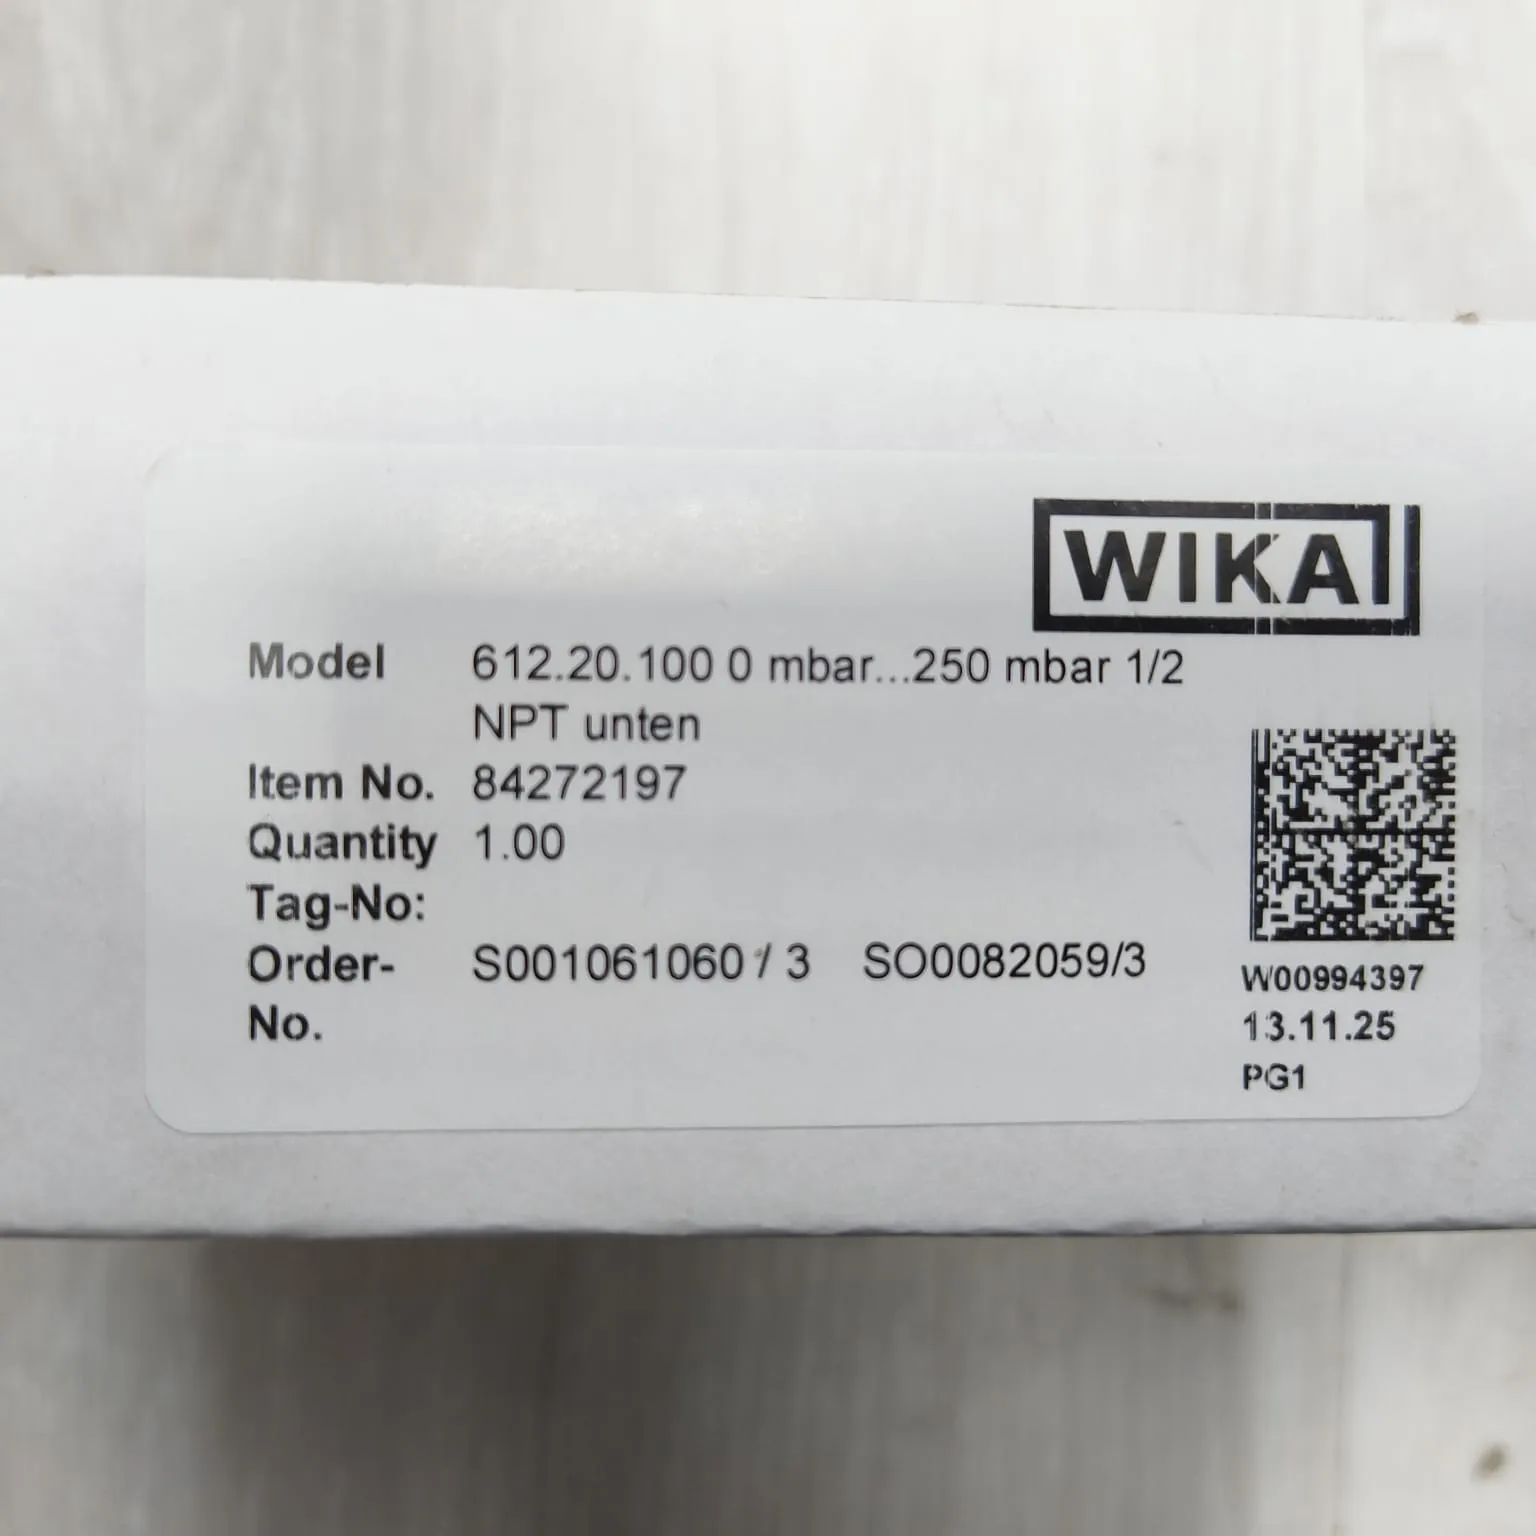 WIKA
Model 612.20.100 0 mbar...250 mbar 1/2
NPT unten
Item No. 84272197
Quantity 1.00
Tag-No:
Order- S001061060 / 3 SO0082059/3
No.
W00994397
13.11.25
PG1